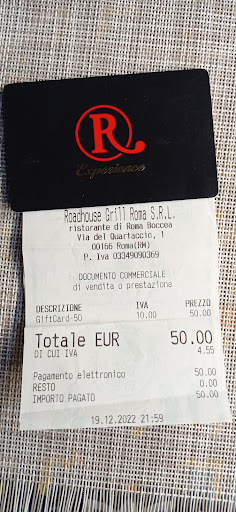 R
Experience
Roadhouse Grill Roma S.R.L.
ristorante di Roma Boccea
Via del Quartaccio, 1
00166 Roma(RM)
P. Iva 03349090369
DOCUMENTO COMMERCIALE
di vendita o prestazione
DESCRIZIONE IVA PREZZO
GiftCard-50 10.00 50.00
Totale EUR 50.00
DI CUI IVA 4.55
Pagamento elettronico 50.00
RESTO 0.00
IMPORTO PAGATO 50.00
19.12.2022 21:59